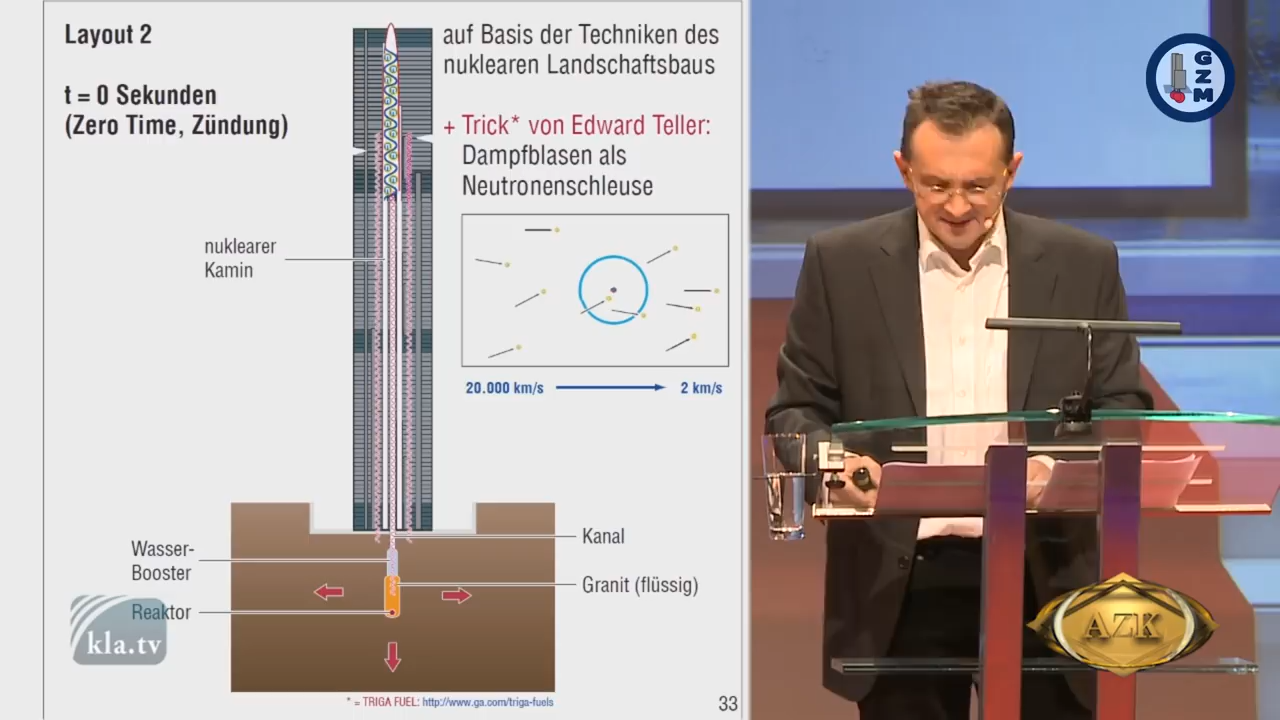 Layout 2
t = 0 Sekunden
(Zero Time, Zündung)
auf Basis der Techniken des
nuklearen Landschaftsbaus
+ Trick* von Edward Teller:
Dampfblasen als
Neutronenschleuse
20.000 km/s
2 km/s
nuklearer
Kamin
Wasser-
Booster
Reaktor
Kanal
Granit (flüssig)
kla.tv
* = TRIGA FUEL: http://www.ga.com/triga-fuels
33
GZM
AZK